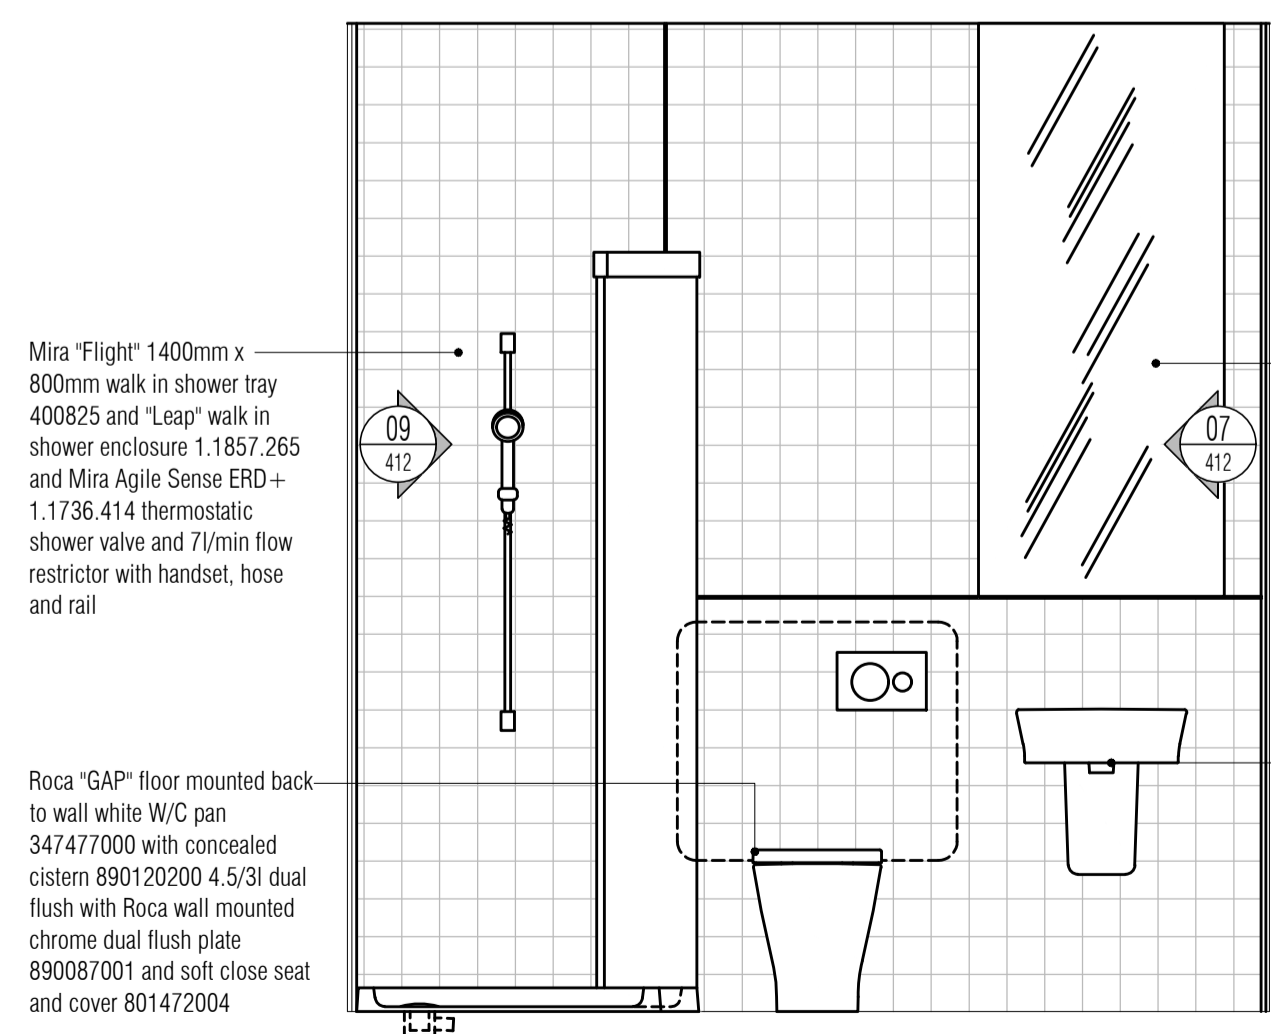 Mira "Flight" 1400mm x
800mm walk in shower tray
400825 and "Leap" walk in
shower enclosure 1.1857.265
and Mira Agile Sense ERD+
1.1736.414 thermostatic
shower valve and 7l/min flow
restrictor with handset, hose
and rail
09
412
07
412
Roca "GAP" floor mounted back
to wall white W/C pan
347477000 with concealed
cistern 890120200 4.5/3l dual
flush with Roca wall mounted
chrome dual flush plate
890087001 and soft close seat
and cover 801472004